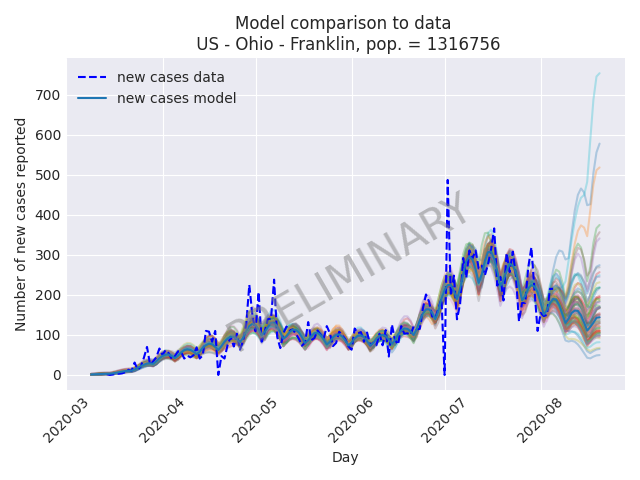 Model comparison to data
US - Ohio - Franklin, pop. = 1316756
new cases data
new cases model
PRELIMINARY
Number of new cases reported
700
600
500
400
300
200
100
0
2020-03
2020-04
2020-05
2020-06
2020-07
2020-08
Day